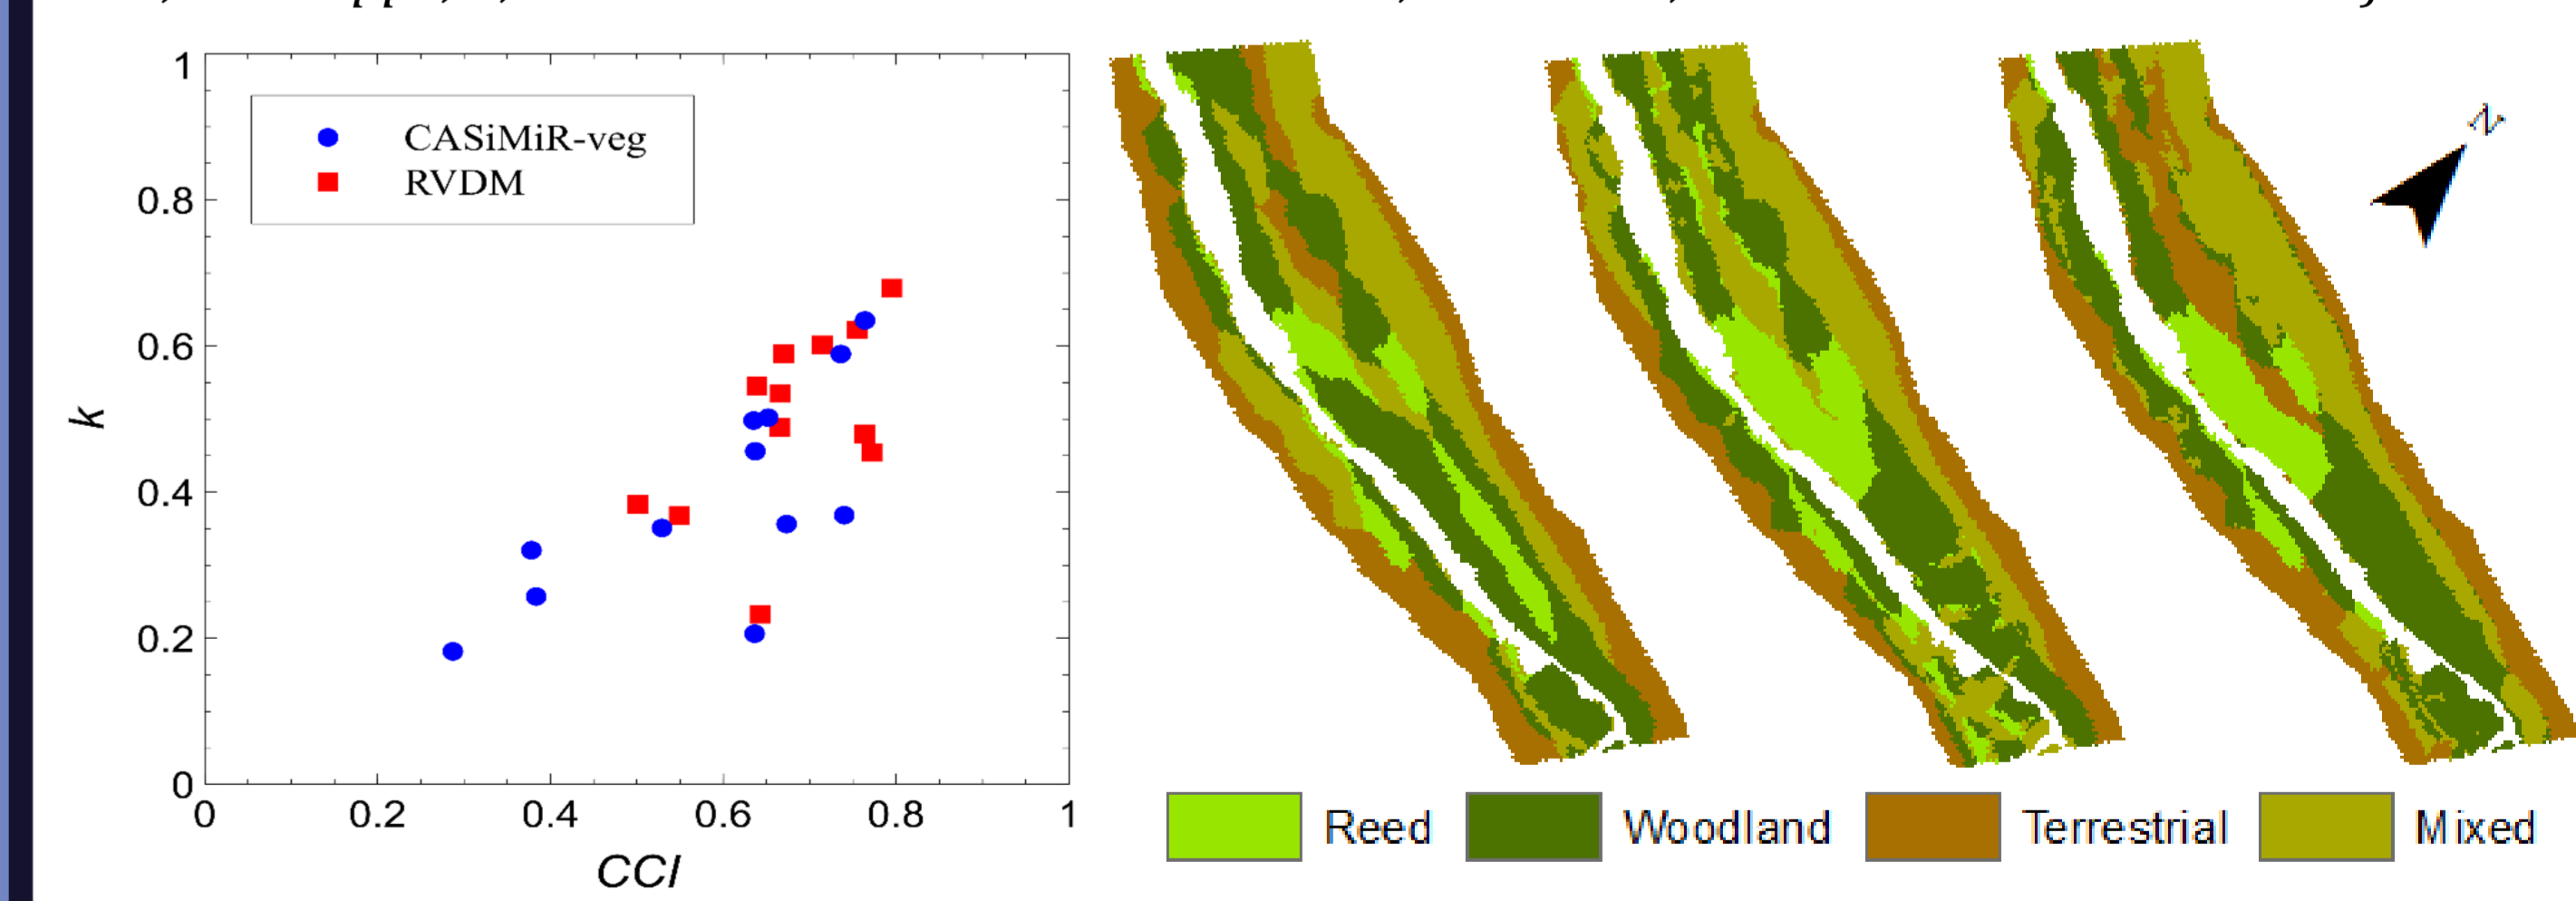 1
0.8
0.6
0.4
0.2
0
k
CASiMiR-veg
RVDM
0 0.2 0.4 0.6 0.8 1
CCI
N
Reed Woodland Terrestrial Mixed